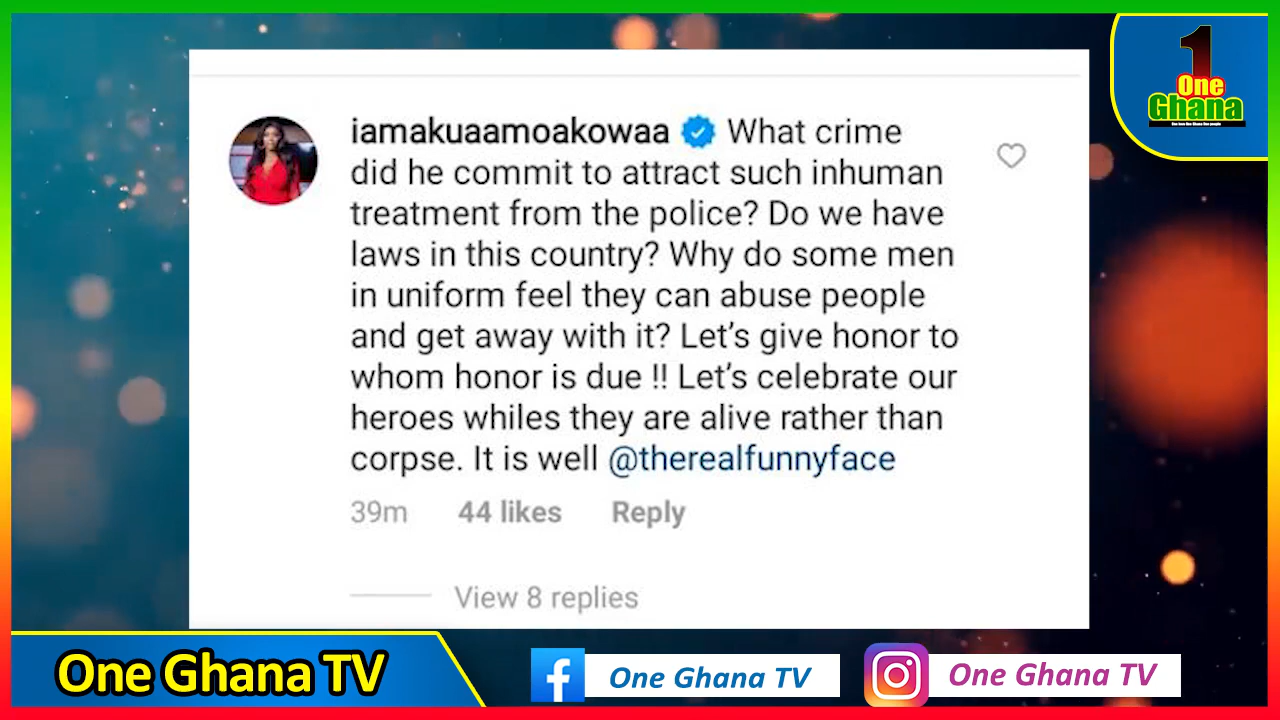 1
One
Ghana
iamakuaamoakowaa What crime
did he commit to attract such inhuman
treatment from the police? Do we have
laws in this country? Why do some men
in uniform feel they can abuse people
and get away with it? Let's give honor to
whom honor is due !! Let's celebrate our
heroes whiles they are alive rather than
corpse. It is well @therealfunnyface
39m 44 likes Reply
View 8 replies
One Ghana TV
f One Ghana TV
One Ghana TV